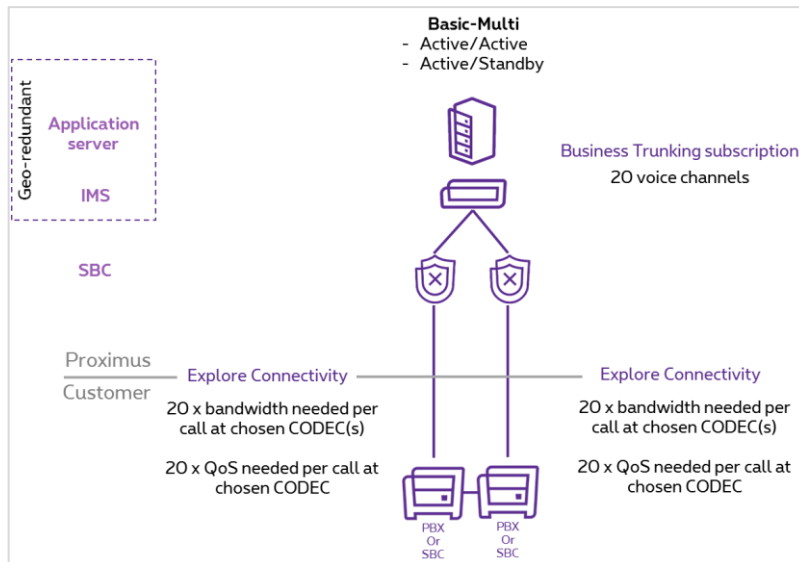 Basic-Multi
- Active/Active
- Active/Standby
Geo-redundant
Application
server
IMS
Business Trunking subscription
20 voice channels
SBC
Proximus
Customer
Explore Connectivity
20 x bandwidth needed per
call at chosen CODEC(s)
20 x QoS needed per call at
chosen CODEC
Explore Connectivity
20 x bandwidth needed per
call at chosen CODEC(s)
20 x QoS needed per call at
chosen CODEC
PBX
Or
SBC
PBX
Or
SBC